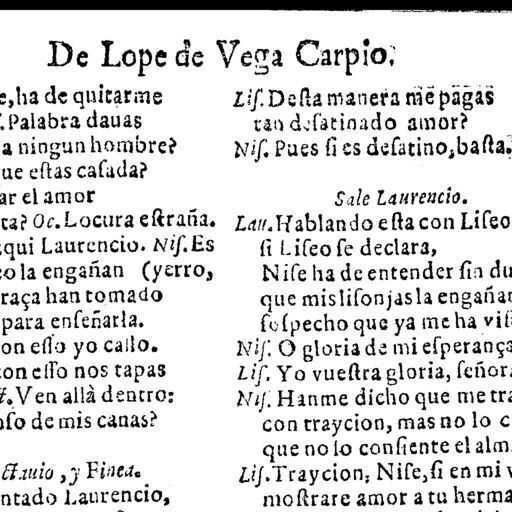 De Lope de Vega Carpio.
e, ha de quitarme
ſ. Palabra dauas
a ningun hombre?
ue eſtas caſada?
ar el amor
ta? Oc. Locura eſtraña.
qui Laurencio. Niſ. Es
o la engañan (yerro,
raça han tomado
para enſeñarla.
on eſſo yo callo.
con eſſo nos tapas
t. Ven allà dentro:
nſo de mis canas?
ctauio, y Finea.
ntado Laurencio,
Liſ. Deſta manera me pagas
tan deſatinado amor?
Niſ. Pues ſi es deſatino, baſta.
Sale Laurencio.
Lau. Hablando eſta con Liſeo
ſi Liſeo ſe declara,
Niſe ha de entender ſin du
que mis liſonjas la engañan
ſoſpecho que ya me ha viſ
Niſ. O gloria de mi eſperança
Liſ. Yo vueſtra gloria, ſeñora
Niſ. Hanme dicho que me tra
con traycion, mas no lo c
que no lo conſiente el alm
Liſ. Traycion, Niſe, ſi en mi v
moſtrare amor a tu herma